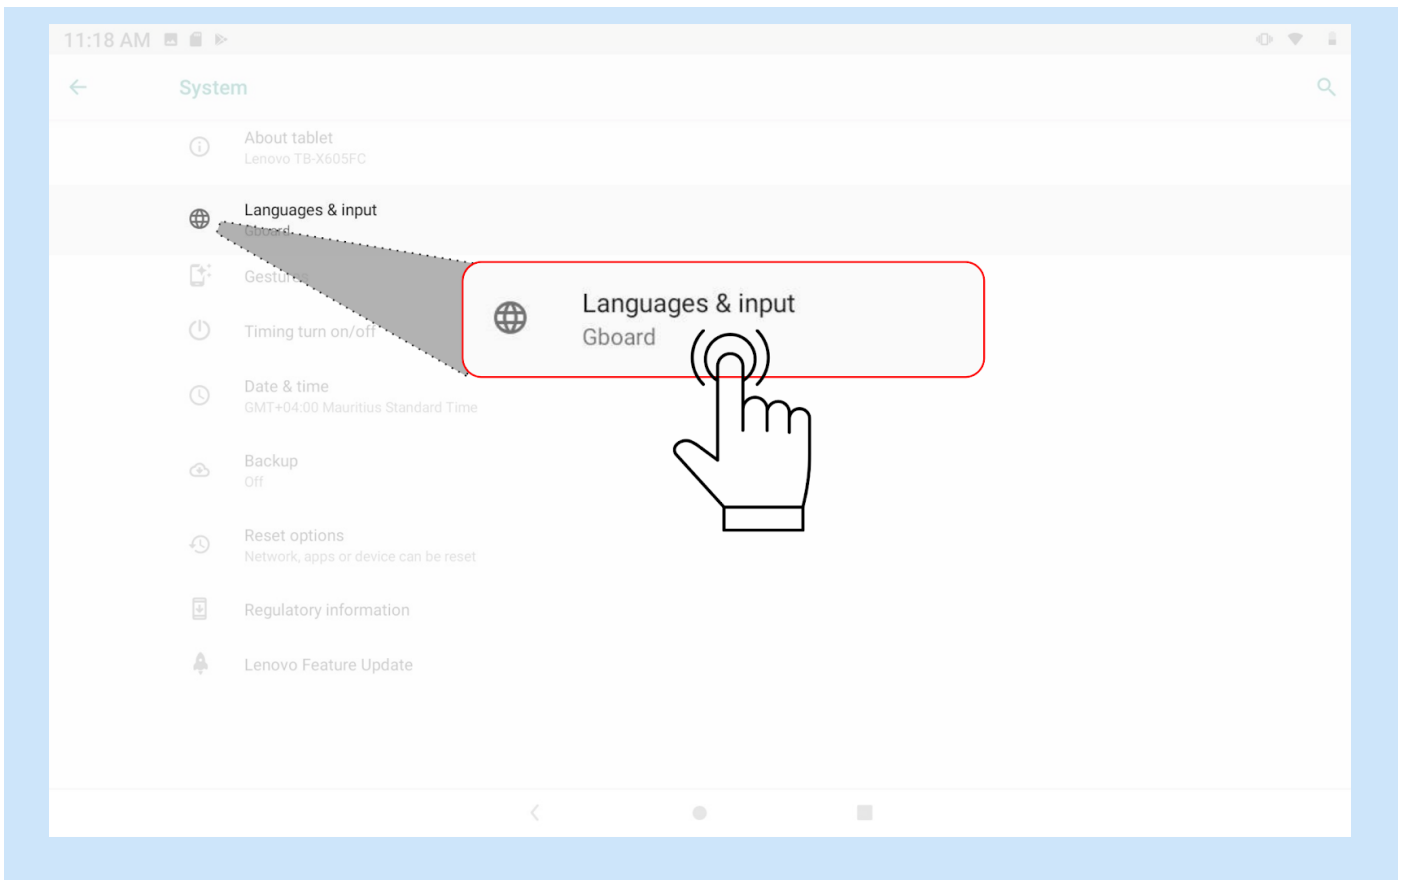 11:18 AM
System
About tablet
Lenovo TB-X605FC
Languages & input
Gboard
Gestures
Languages & input
Gboard
Timing turn on/off
Date & time
GMT+04:00 Mauritius Standard Time
Backup
Off
Reset options
Network, apps or device can be reset
Regulatory information
Lenovo Feature Update